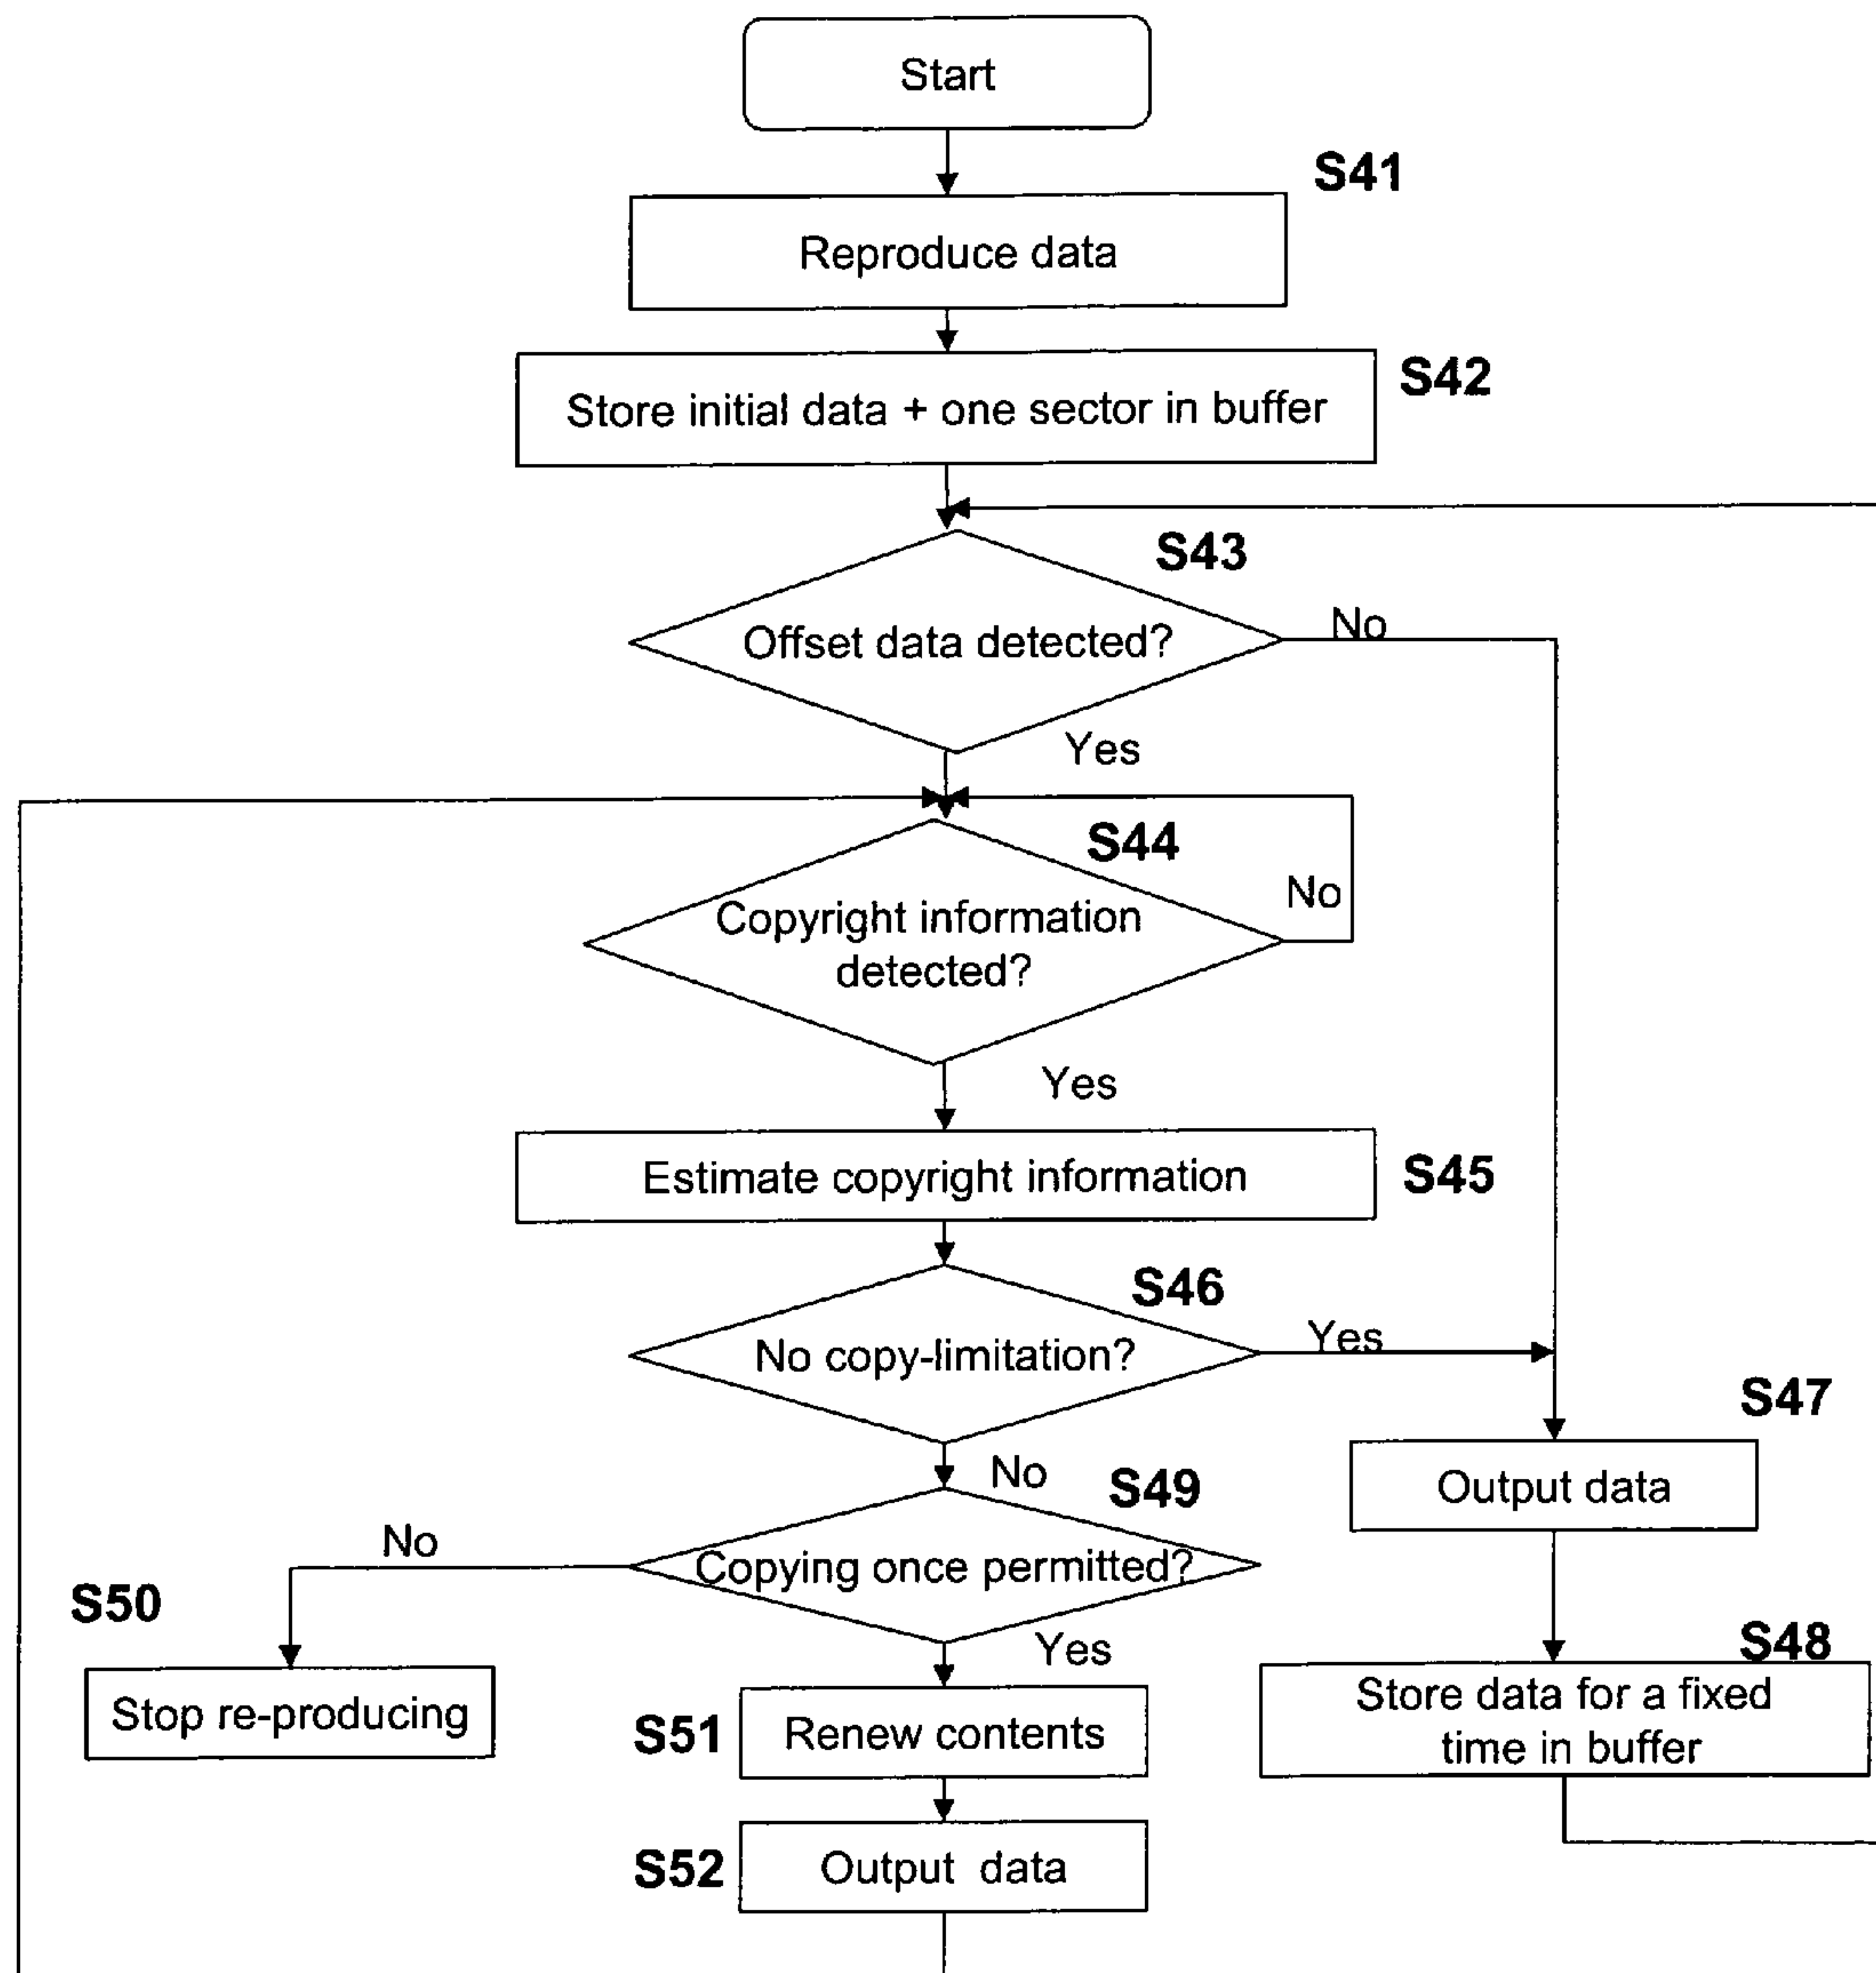 Start
S41
Reproduce data
S42
Store initial data + one sector in buffer
S43
Offset data detected?
No
Yes
S44
No
Copyright information
detected?
Yes
Estimate copyright information
S45
S46
No copy-limitation?
Yes
S47
Output data
No
S49
No
Copying once permitted?
S50
Yes
S48
Stop re-producing
S51
Renew contents
Store data for a fixed
time in buffer
S52
Output data